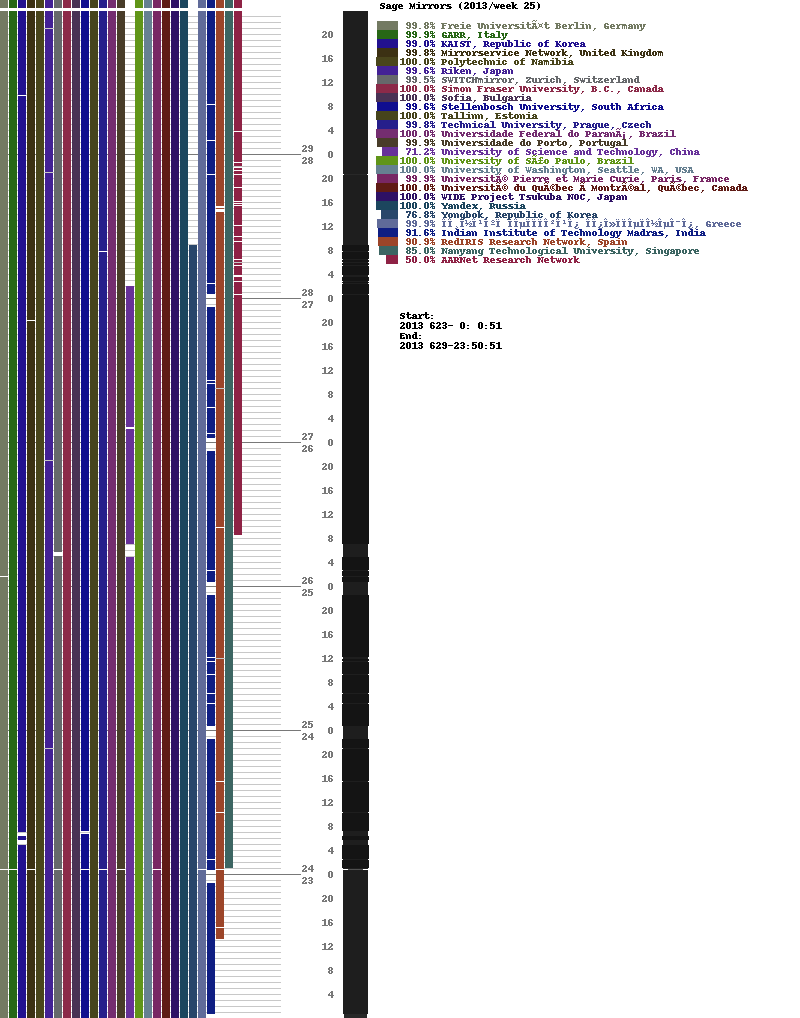 Sage Mirrors (2013/week 25)
99.8% Freie UniversitÃ¤t Berlin, Germany
99.9% GARR, Italy
99.0% KAIST, Republic of Korea
99.8% Mirrorservice Network, United Kingdom
100.0% Polytechnic of Namibia
99.6% Riken, Japan
99.5% SWITCHmirror, Zurich, Switzerland
100.0% Simon Fraser University, B.C., Canada
100.0% Sofia, Bulgaria
99.6% Stellenbosch University, South Africa
100.0% Tallinn, Estonia
99.8% Technical University, Prague, Czech
100.0% Universidade Federal do ParanÃ¡, Brazil
99.9% Universidade do Porto, Portugal
71.2% University of Science and Technology, China
100.0% University of SÃ£o Paulo, Brazil
100.0% University of Washington, Seattle, WA, USA
99.9% UniversitÃ© Pierre et Marie Curie, Paris, France
100.0% UniversitÃ© du QuÃ©bec Ã MontrÃ©al, QuÃ©bec, Canada
100.0% WIDE Project Tsukuba NOC, Japan
100.0% Yandex, Russia
76.8% Yongbok, Republic of Korea
99.9% Greece
91.6% Indian Institute of Technology Madras, India
90.9% RedIRIS Research Network, Spain
85.0% Nanyang Technological University, Singapore
50.0% AARNet Research Network
Start:
2013 623- 0: 0:51
End:
2013 629-23:50:51
20
16
12
8
4
29
0
28
20
16
12
8
4
28
0
27
20
16
12
8
4
27
0
26
20
16
12
8
4
26
0
25
20
16
12
8
4
25
0
24
20
16
12
8
4
24
0
23
20
16
12
8
4